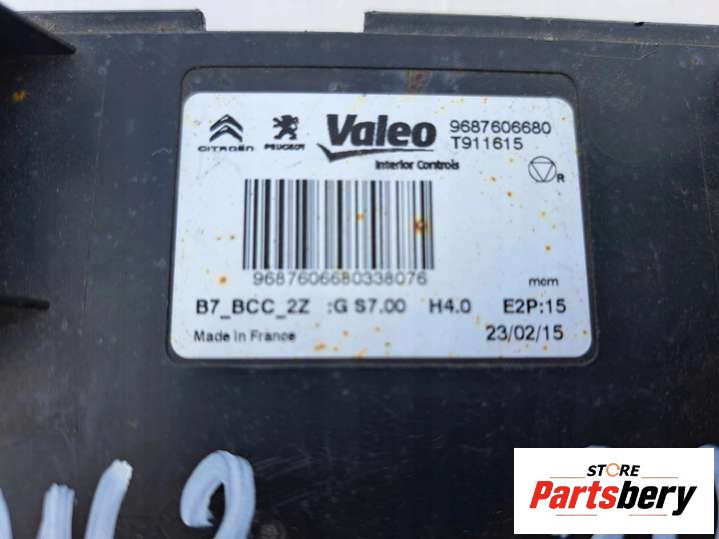 CITROËN PEUGEOT Valeo 9687606680
T911615
Interior Controls
R
9687606680338076
mcm
B7_BCC_2Z :G S7.00 H4.0 E2P:15
Made in France 23/02/15
STORE
Partsbery